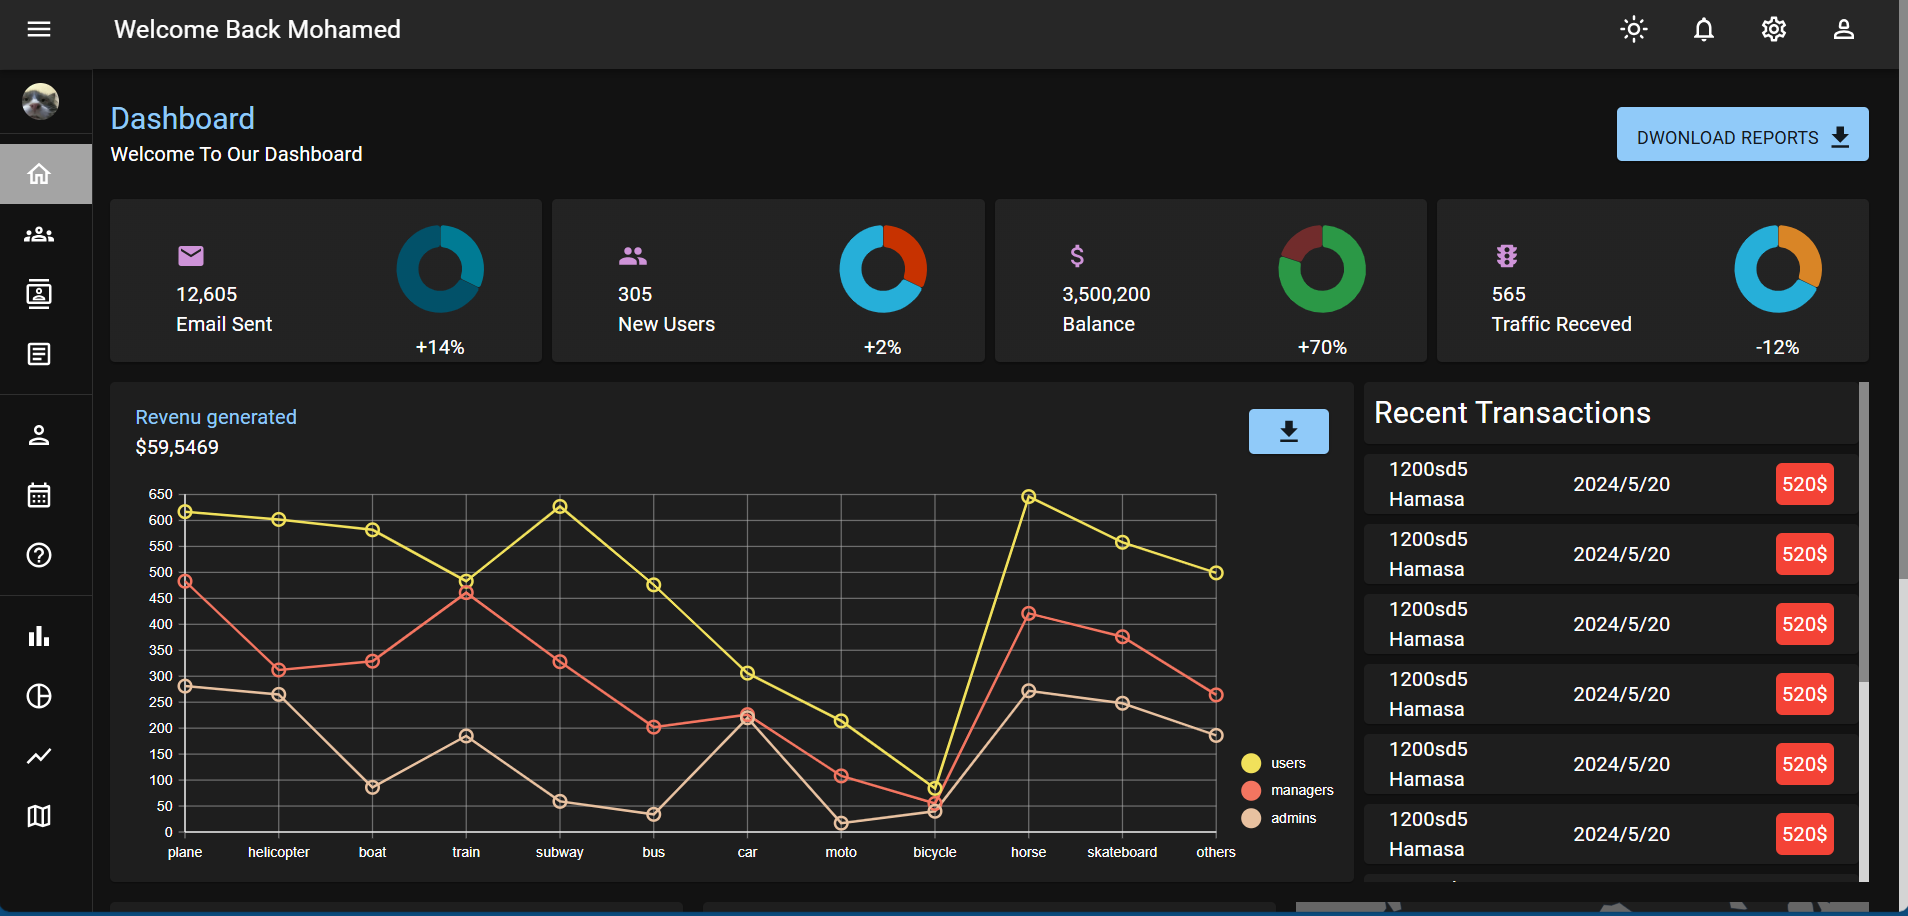 Welcome Back Mohamed
Dashboard
Welcome To Our Dashboard
DWONLOAD REPORTS
12,605
Email Sent
+14%
305
New Users
+2%
3,500,200
Balance
+70%
565
Traffic Receved
-12%
Revenu generated
$59,5469
650
600
550
500
450
400
350
300
250
200
150
100
50
0
plane helicopter boat train subway bus car moto bicycle horse skateboard others
users
managers
admins
Recent Transactions
1200sd5
Hamasa
2024/5/20
520$
1200sd5
Hamasa
2024/5/20
520$
1200sd5
Hamasa
2024/5/20
520$
1200sd5
Hamasa
2024/5/20
520$
1200sd5
Hamasa
2024/5/20
520$
1200sd5
Hamasa
2024/5/20
520$